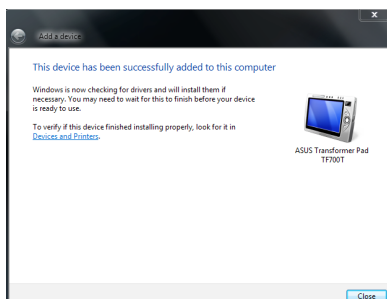 Add a device
This device has been successfully added to this computer
Windows is now checking for drivers and will install them if
necessary. You may need to wait for this to finish before your device
is ready to use.
To verify if this device finished installing properly, look for it in
Devices and Printers.
ASUS Transformer Pad
TF700T
Close